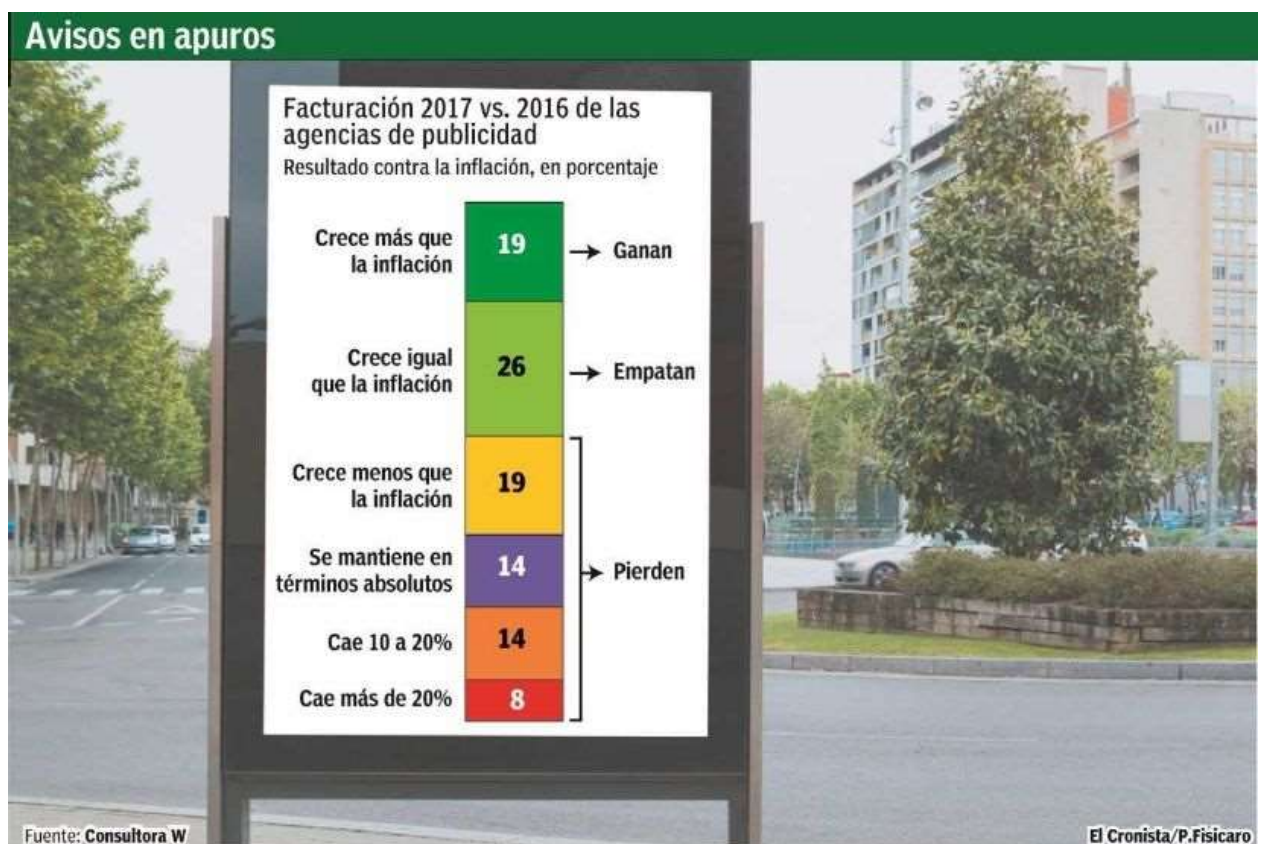 Avisos en apuros
Facturación 2017 vs. 2016 de las
agencias de publicidad
Resultado contra la inflación, en porcentaje
Crece más que
la inflación
19
→ Ganan
Crece igual
que la inflación
26
→ Empatan
Crece menos que
la inflación
19
Se mantiene en
términos absolutos
14
→ Pierden
Cae 10 a 20%
14
Cae más de 20%
8
Fuente: Consultora W
El Cronista/P.Fisicaro